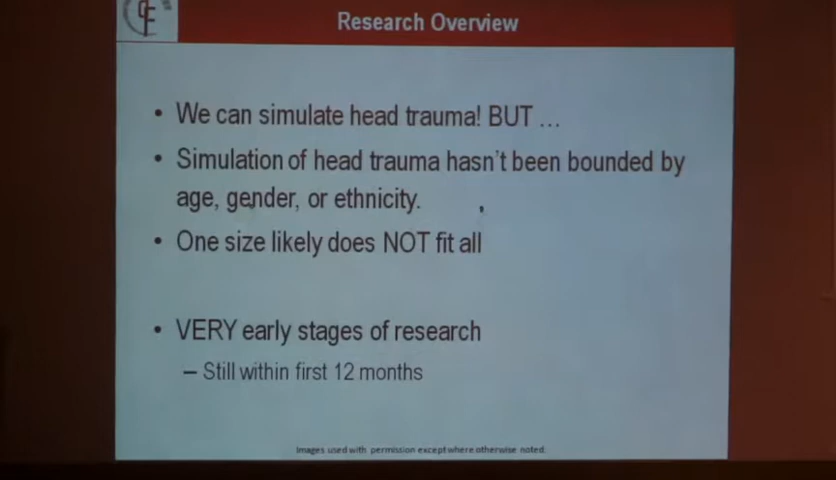 Research Overview
• We can simulate head trauma! BUT ...
• Simulation of head trauma hasn't been bounded by
age, gender, or ethnicity.
• One size likely does NOT fit all
• VERY early stages of research
– Still within first 12 months
Images used with permission except where otherwise noted.